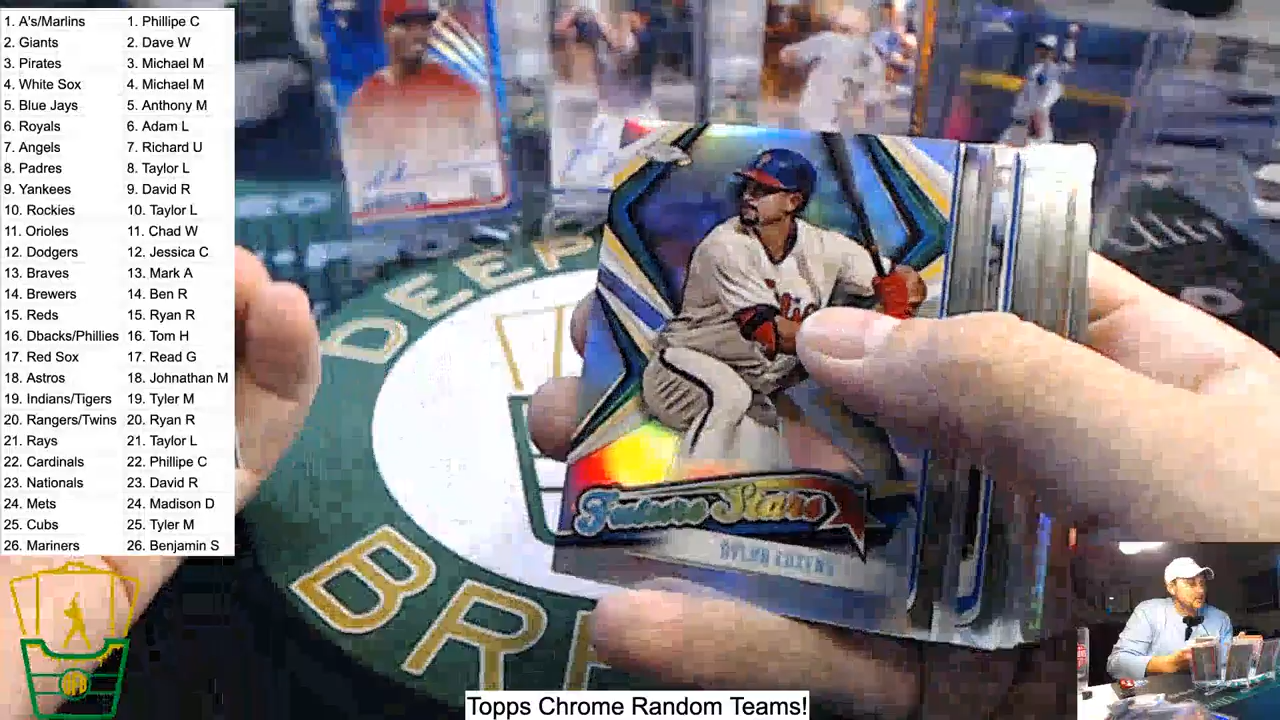 1. A's/Marlins 1. Phillipe C
2. Giants 2. Dave W
3. Pirates 3. Michael M
4. White Sox 4. Michael M
5. Blue Jays 5. Anthony M
6. Royals 6. Adam L
7. Angels 7. Richard U
8. Padres 8. Taylor L
9. Yankees 9. David R
10. Rockies 10. Taylor L
11. Orioles 11. Chad W
12. Dodgers 12. Jessica C
13. Braves 13. Mark A
14. Brewers 14. Ben R
15. Reds 15. Ryan R
16. Dbacks/Phillies 16. Tom H
17. Red Sox 17. Read G
18. Astros 18. Johnathan M
19. Indians/Tigers 19. Tyler M
20. Rangers/Twins 20. Ryan R
21. Rays 21. Taylor L
22. Cardinals 22. Phillipe C
23. Nationals 23. David R
24. Mets 24. Madison D
25. Cubs 25. Tyler M
26. Mariners 26. Benjamin S
DEEP
BR
Future Stars
DYLAN COZENS
Topps Chrome Random Teams!